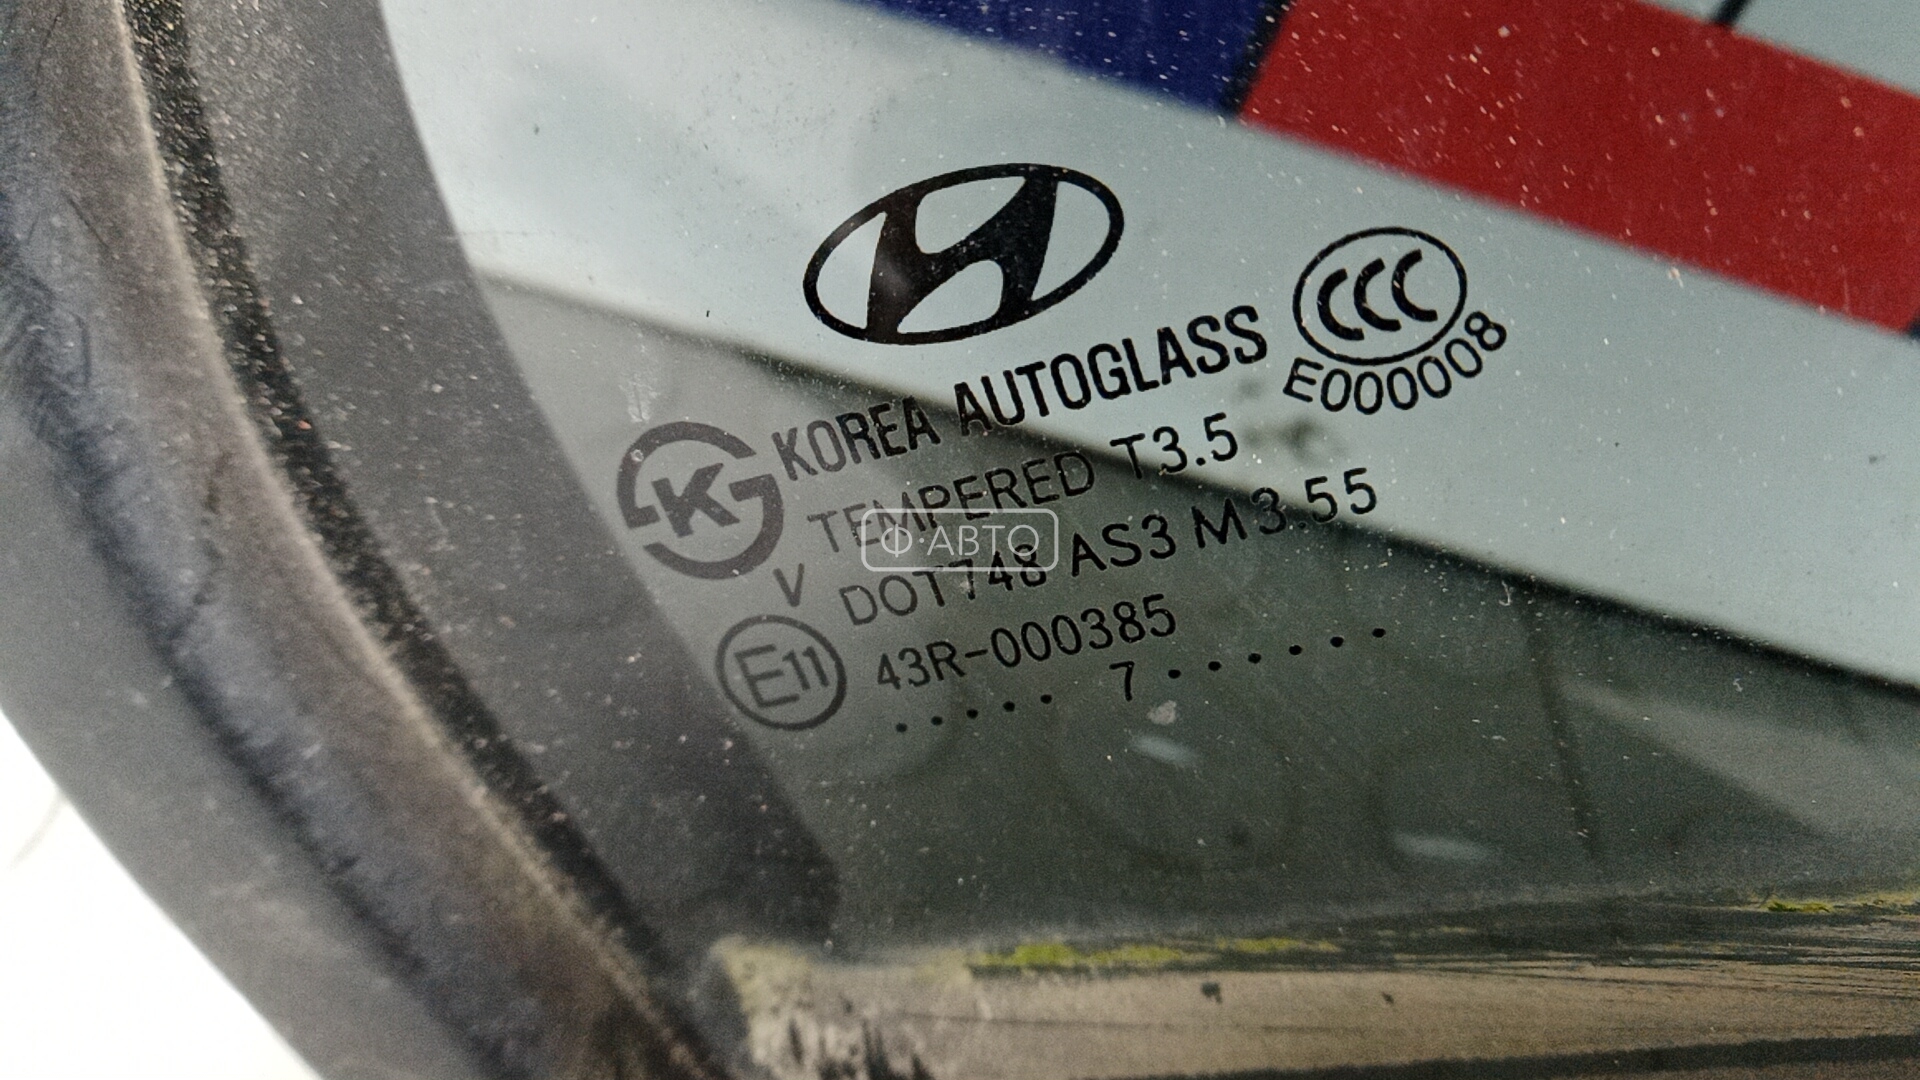 CCC
E000008
KOREA AUTOGLASS
K
TEMPERED T3.5
V DOT748 AS3 M3.55
E11 43R-000385
..... 7.......
Ф·АВТО